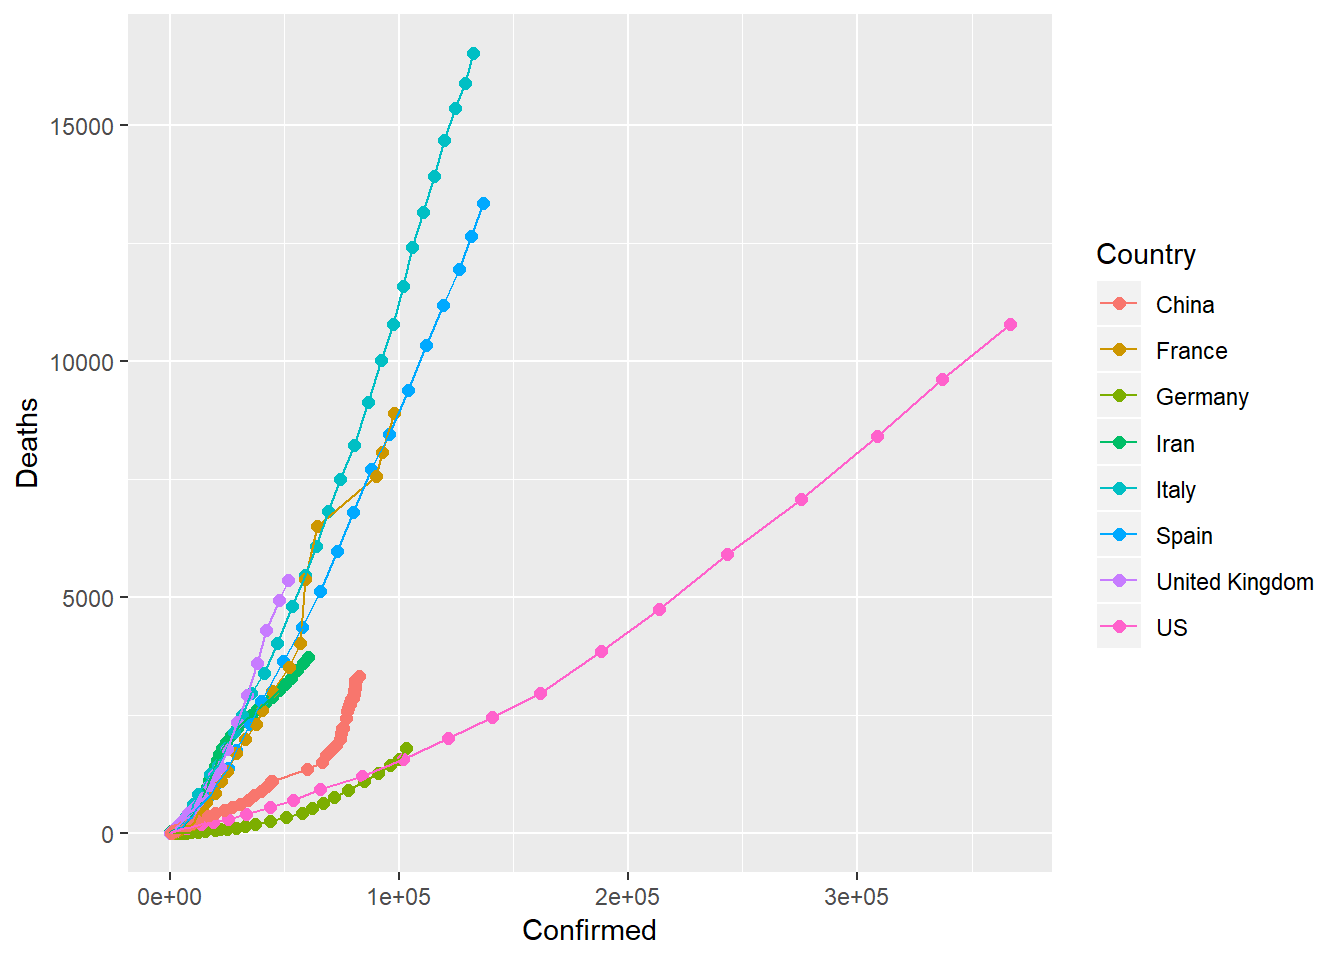 15000
10000
5000
0
Deaths
0e+00 1e+05 2e+05 3e+05
Confirmed
Country
China
France
Germany
Iran
Italy
Spain
United Kingdom
US